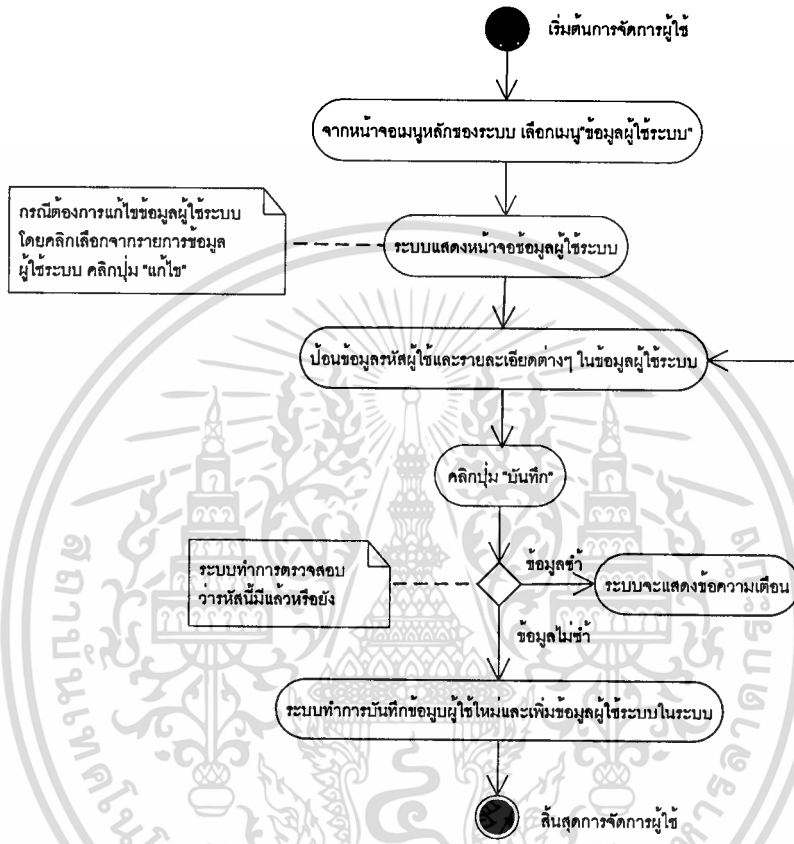 เริ่มต้นการจัดการผู้ใช้
จากหน้าจอเมนูหลักของระบบ เลือกเมนู"ข้อมูลผู้ใช้ระบบ"
กรณีต้องการแก้ไขข้อมูลผู้ใช้ระบบ
โดยคลิกเลือกจากรายการข้อมูล
ผู้ใช้ระบบ คลิกปุ่ม "แก้ไข"
ระบบแสดงหน้าจอข้อมูลผู้ใช้ระบบ
ป้อนข้อมูลรหัสผู้ใช้และรายละเอียดต่างๆ ในข้อมูลผู้ใช้ระบบ
คลิกปุ่ม "บันทึก"
ระบบทำการตรวจสอบ
ว่ารหัสนี้มีแล้วหรือยัง
ข้อมูลซ้ำ
ระบบจะแสดงข้อความเตือน
ข้อมูลไม่ซ้ำ
ระบบทำการบันทึกข้อมูบผู้ใช้ใหม่และเพิ่มข้อมูลผู้ใช้ระบบในระบบ
สิ้นสุดการจัดการผู้ใช้